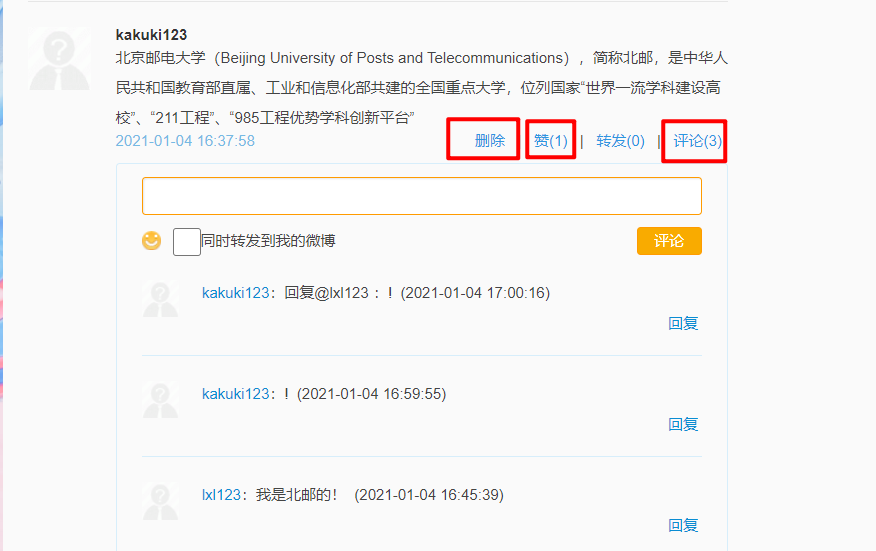 kakuki123
北京邮电大学（Beijing University of Posts and Telecommunications），简称北邮，是中华人
民共和国教育部直属、工业和信息化部共建的全国重点大学，位列国家“世界一流学科建设高
校”、“211工程”、“985工程优势学科创新平台”
2021-01-04 16:37:58 删除 赞(1) | 转发(0) | 评论(3)
同时转发到我的微博 评论
kakuki123：回复@lxl123 ：！(2021-01-04 17:00:16)
回复
kakuki123：！(2021-01-04 16:59:55)
回复
lxl123：我是北邮的！ (2021-01-04 16:45:39)
回复